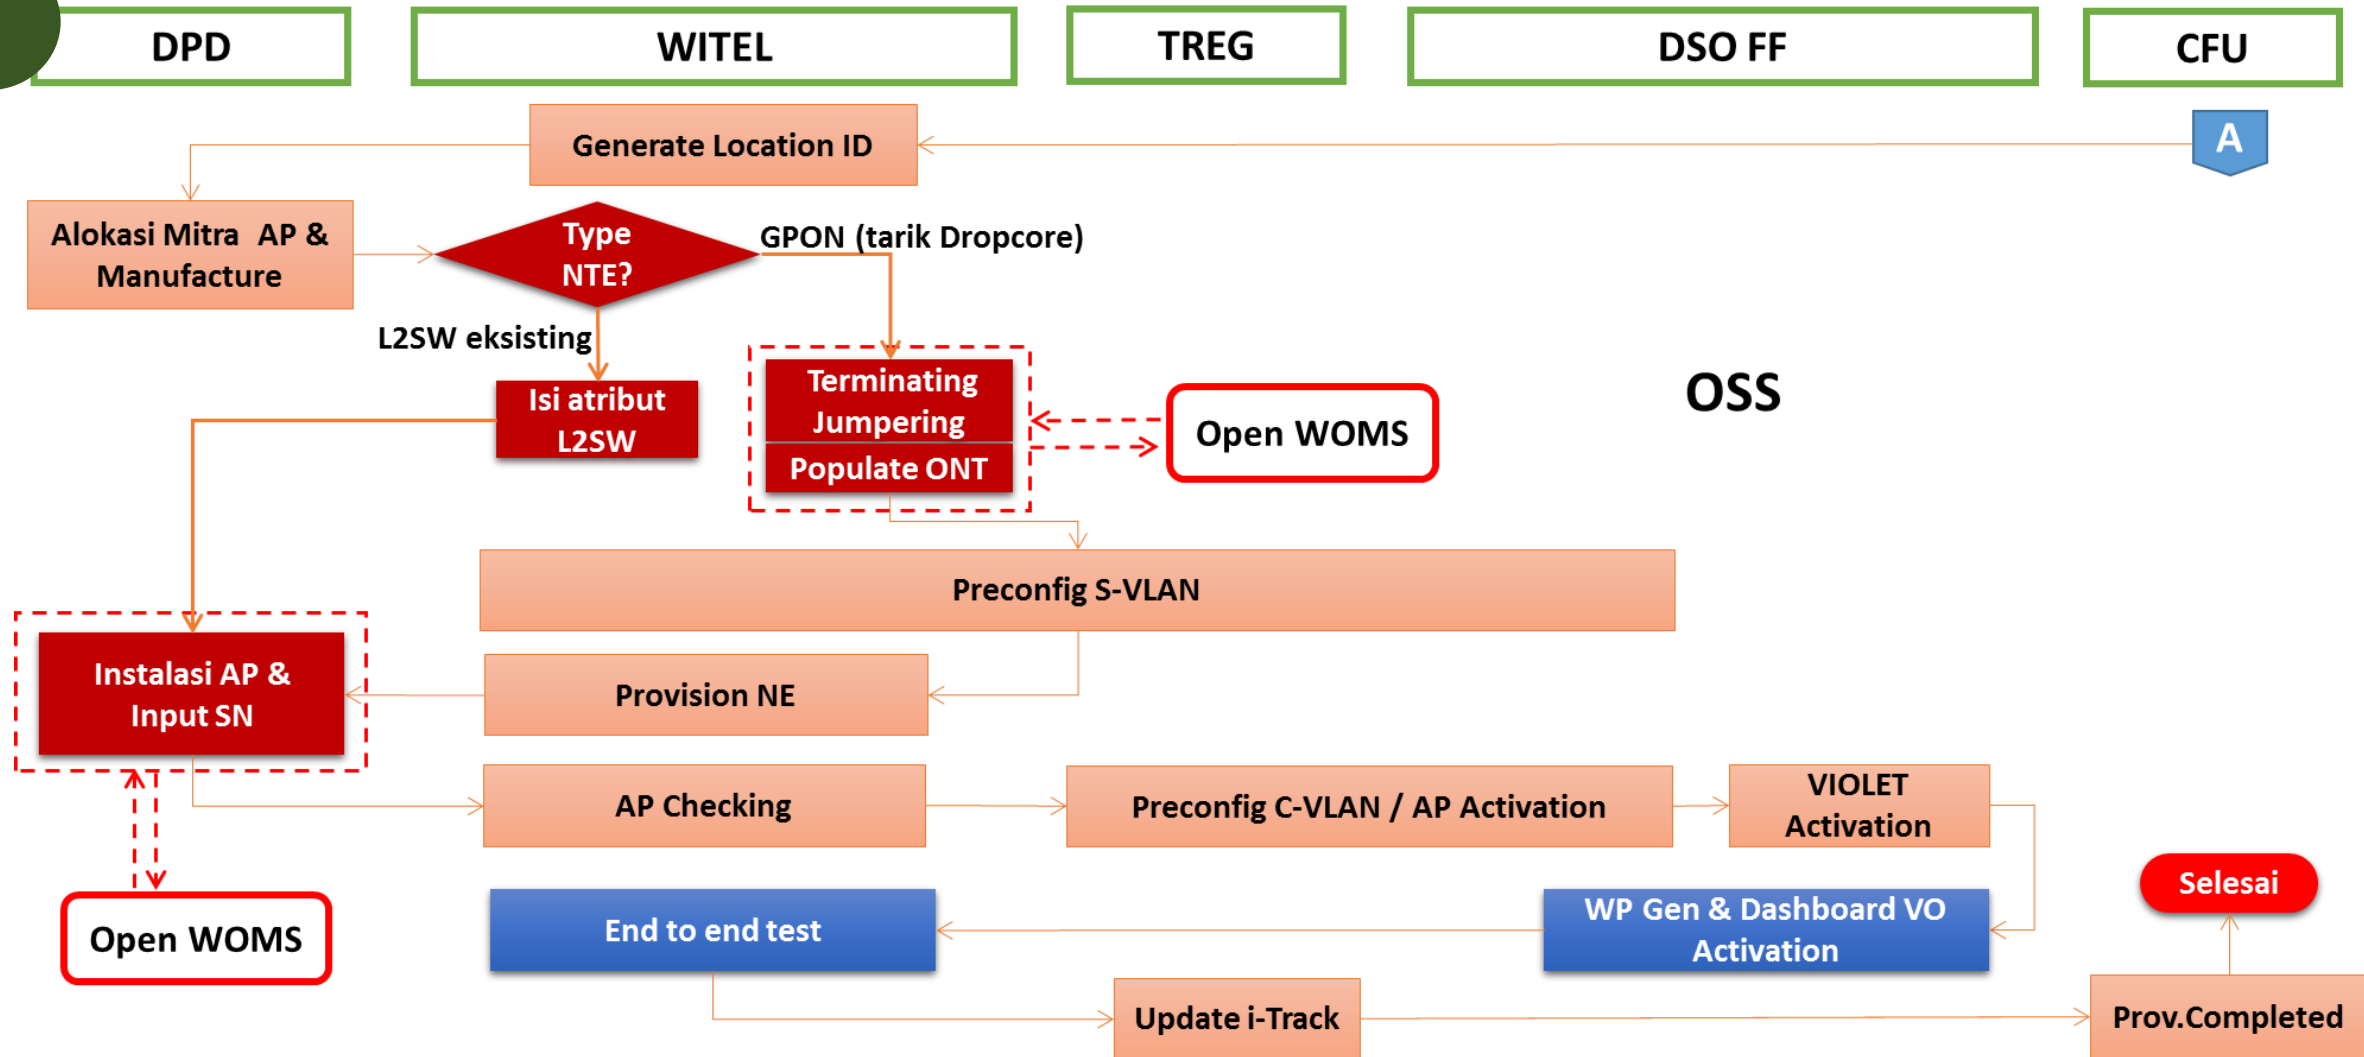 DPD
WITEL
TREG
DSO FF
CFU
Generate Location ID
A
Alokasi Mitra AP &
Manufacture
Type
NTE?
GPON (tarik Dropcore)
L2SW eksisting
Isi atribut
L2SW
Terminating
Jumpering
Populate ONT
Open WOMS
OSS
Preconfig S-VLAN
Instalasi AP &
Input SN
Provision NE
AP Checking
Preconfig C-VLAN / AP Activation
VIOLET
Activation
Open WOMS
End to end test
WP Gen & Dashboard VO
Activation
Selesai
Update i-Track
Prov.Completed